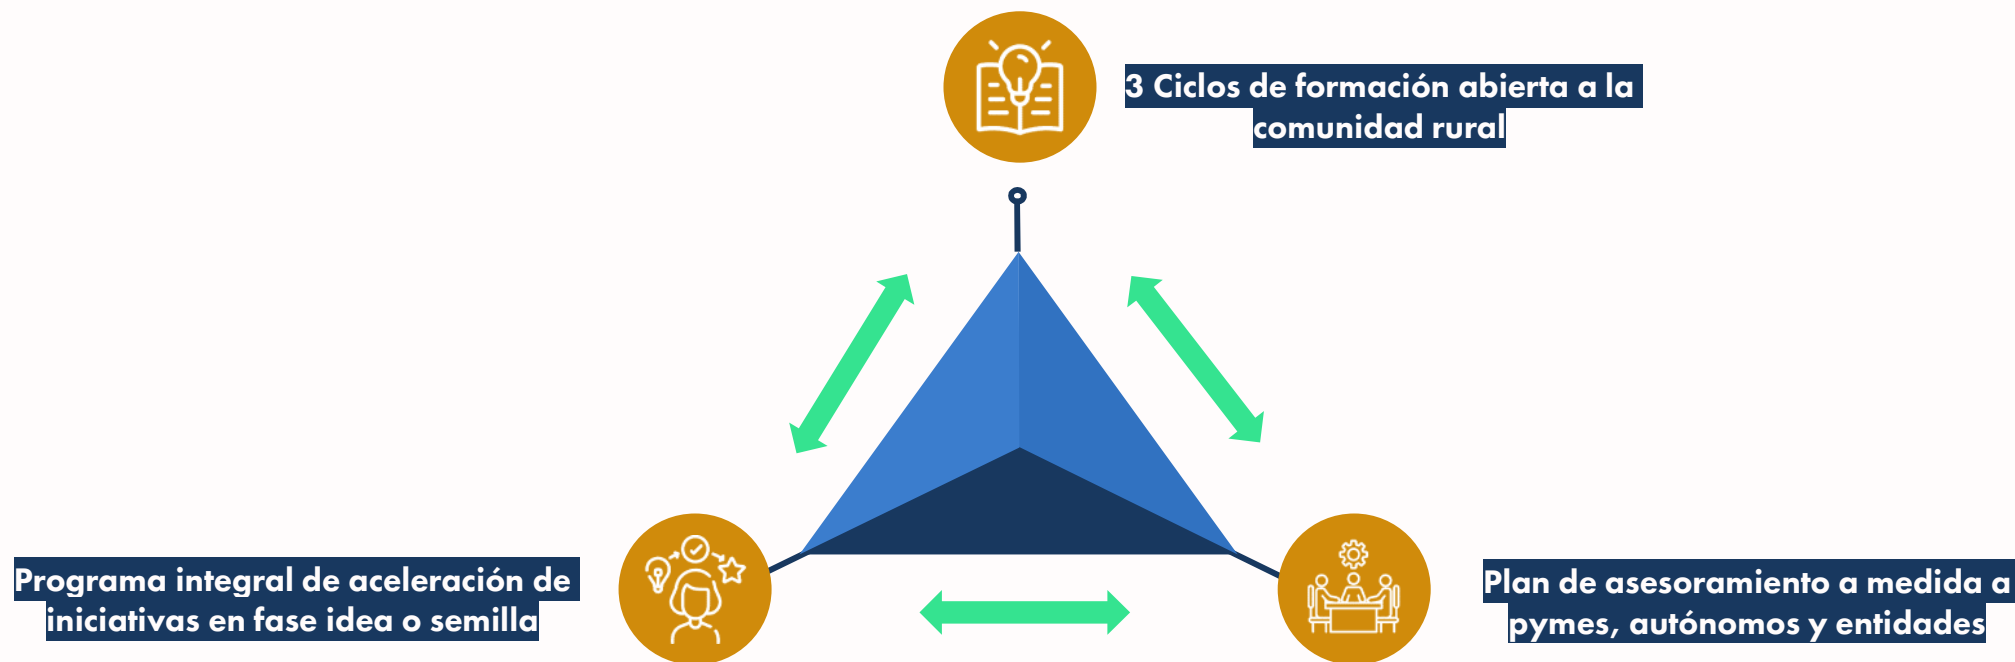 3 Ciclos de formación abierta a la
comunidad rural
Programa integral de aceleración de
iniciativas en fase idea o semilla
Plan de asesoramiento a medida a
pymes, autónomos y entidades